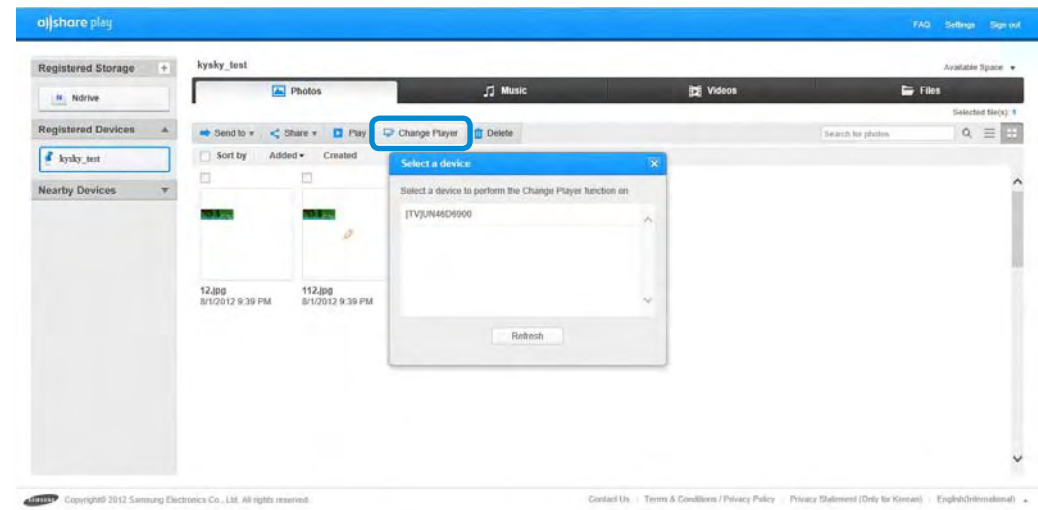 allshare play
FAQ Settings Sign out
Registered Storage +
kysky_test
Available Space
N Ndrive
Photos Music Videos Files
Selected file(s): 1
Registered Devices
Send to Share Play Change Player Delete
Search for photos
kysky_test
Sort by Added Created
Select a device
Nearby Devices
Select a device to perform the Change Player function on
[TV]UN46D6900
12.jpg 112.jpg
8/1/2012 9:39 PM 8/1/2012 9:39 PM
Refresh
SAMSUNG Copyright© 2012 Samsung Electronics Co., Ltd. All rights reserved.
Contact Us Terms & Conditions / Privacy Policy Privacy Statement (Only for Korean) English(International)